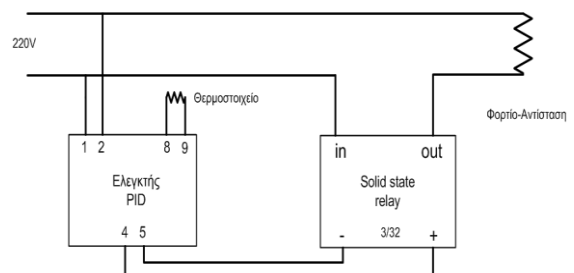 220V
Θερμοστοιχείο
Φορτίο-Αντίσταση
1 2 8 9
in out
Ελεγκτής
PID
Solid state
relay
4 5
- 3/32 +